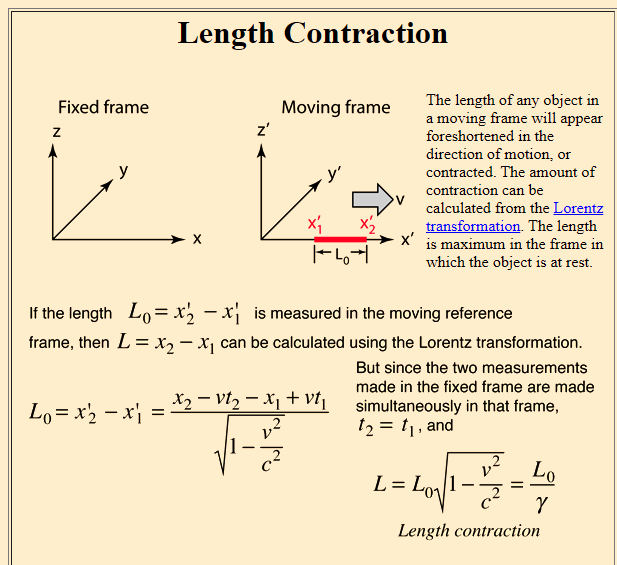 Length Contraction
Fixed frame
z
y
x
Moving frame
z'
y'
v
x'₁ x'₂
x'
L₀
The length of any object in
a moving frame will appear
foreshortened in the
direction of motion, or
contracted. The amount of
contraction can be
calculated from the Lorentz
transformation. The length
is maximum in the frame in
which the object is at rest.
If the length L₀ = x'₂ − x'₁ is measured in the moving reference
frame, then L = x₂ − x₁ can be calculated using the Lorentz transformation.
L₀ = x'₂ − x'₁ = (x₂ − vt₂ − x₁ + vt₁) / √(1 − v²/c²)
But since the two measurements
made in the fixed frame are made
simultaneously in that frame,
t₂ = t₁, and
L = L₀√(1 − v²/c²) = L₀/γ
Length contraction